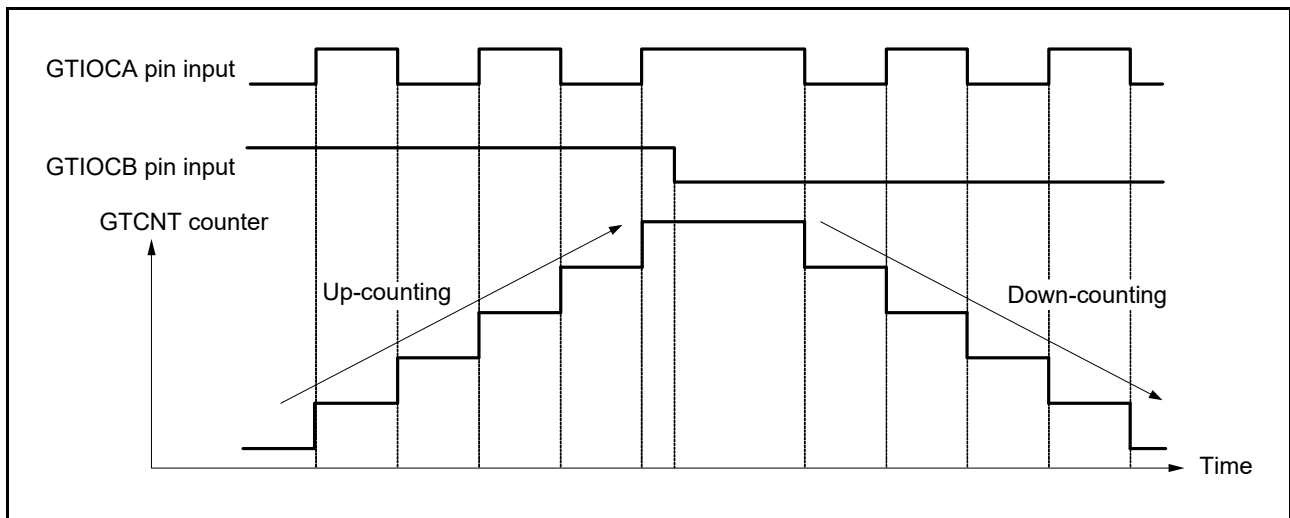 GTIOCA pin input
GTIOCB pin input
GTCNT counter
Up-counting
Down-counting
Time